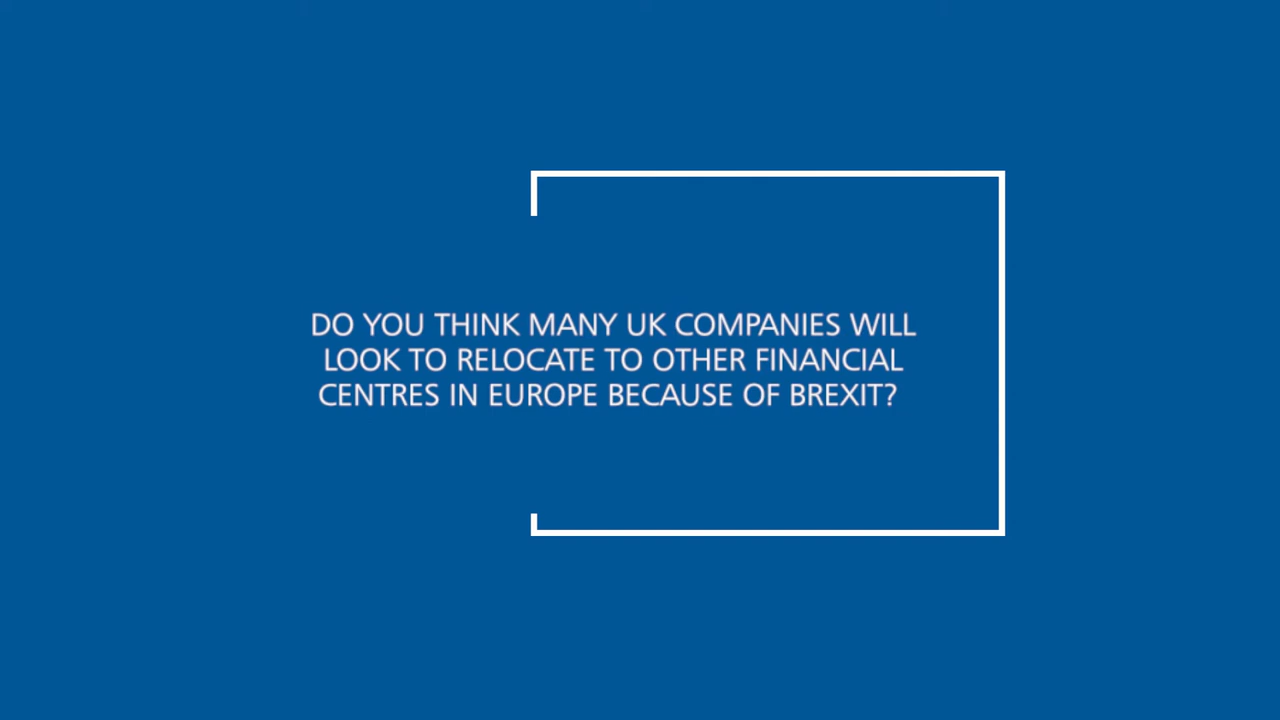 DO YOU THINK MANY UK COMPANIES WILL
LOOK TO RELOCATE TO OTHER FINANCIAL
CENTRES IN EUROPE BECAUSE OF BREXIT?